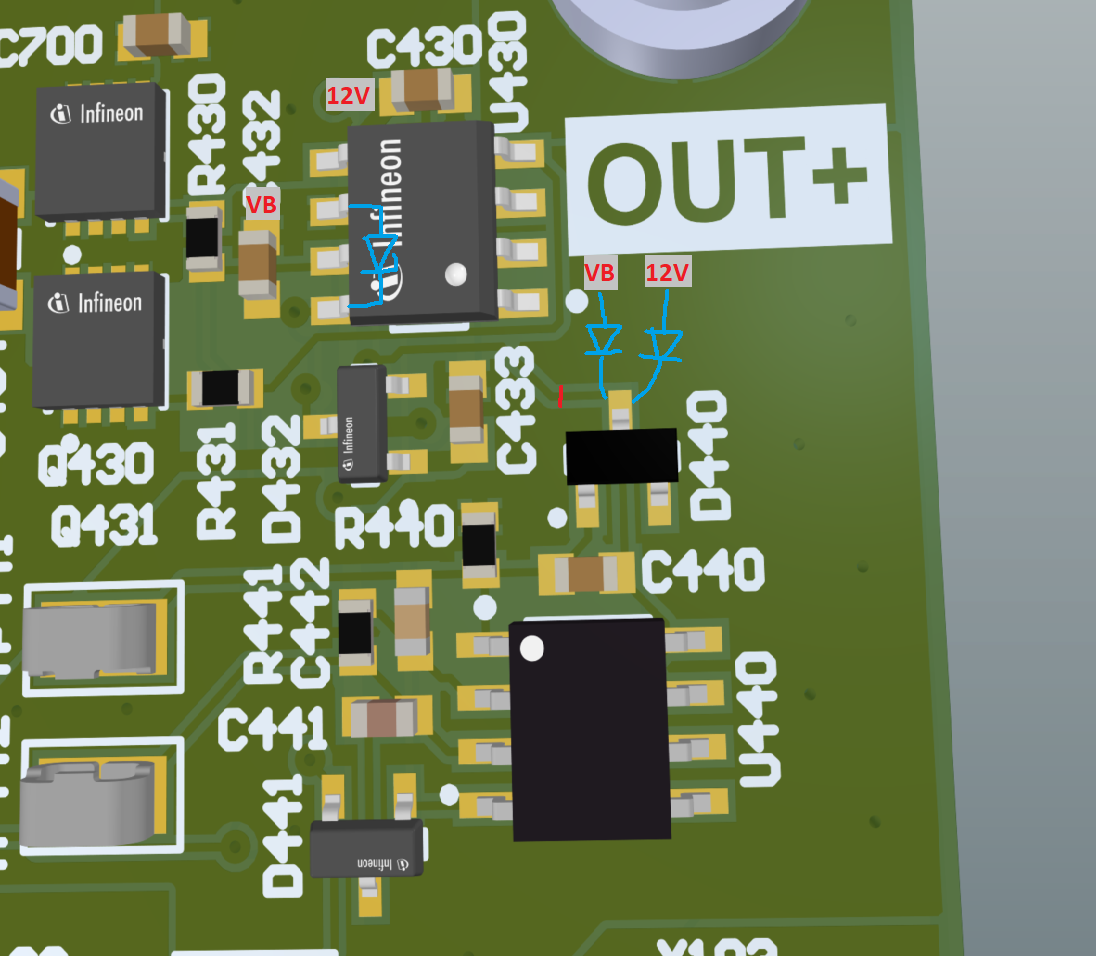 C700
Infineon
R430
432
12V
C430
U430
Infineon
OUT+
VB
VB
12V
Infineon
Q430
Q431
R431
D432
Infineon
C433
D440
R440
C440
R441
C442
C441
U440
D441
Infineon